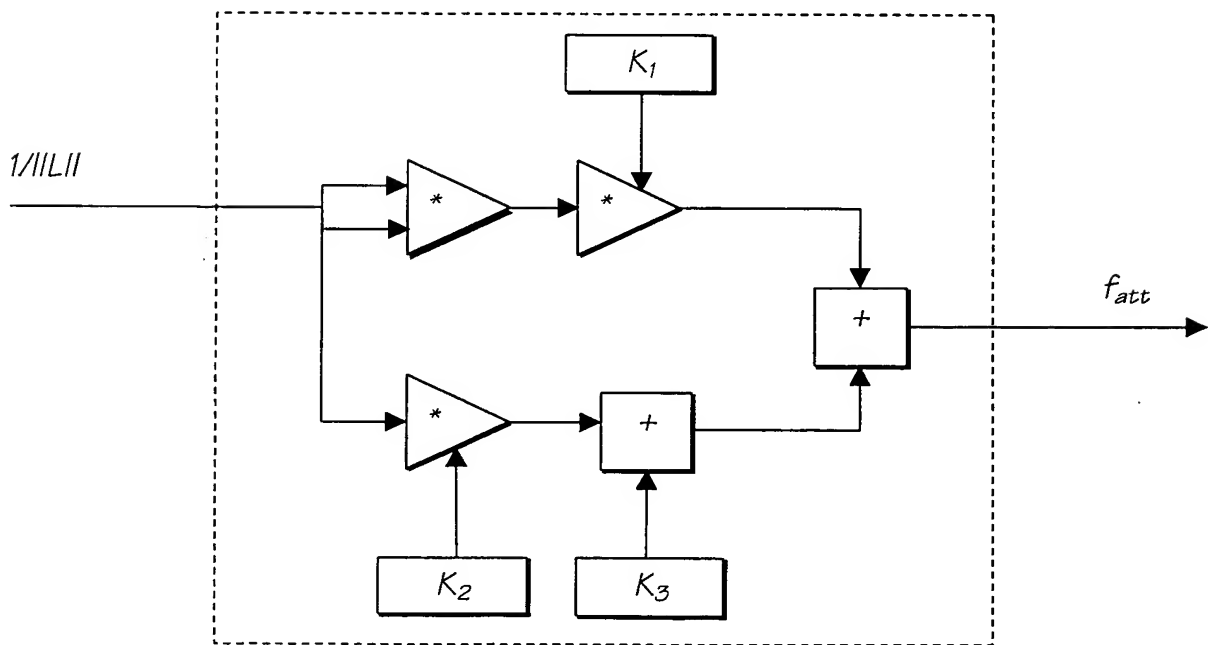 K₁
1/||L||
*
*
f_att
+
*
+
K₂
K₃